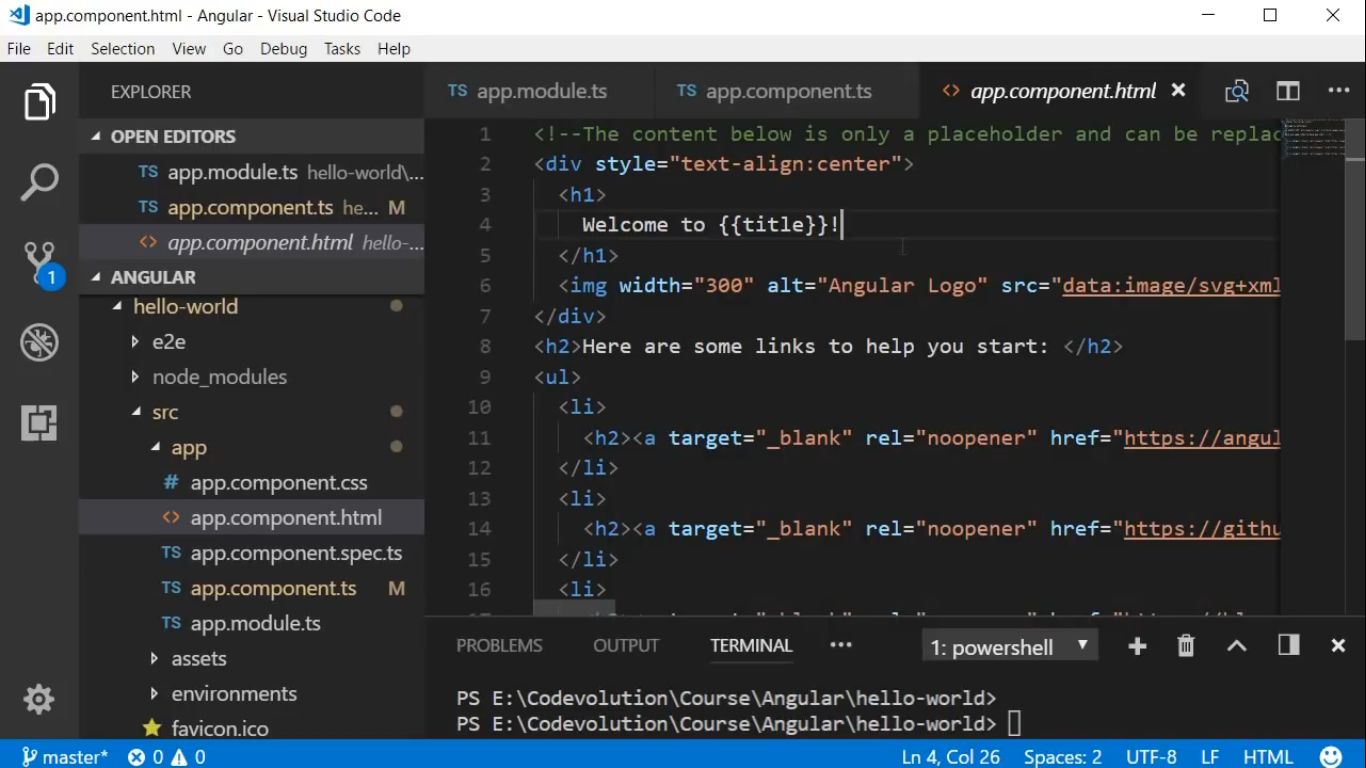 app.component.html - Angular - Visual Studio Code
File Edit Selection View Go Debug Tasks Help
EXPLORER
OPEN EDITORS
TS app.module.ts hello-world\...
TS app.component.ts he... M
<> app.component.html hello-...
1
ANGULAR
hello-world
e2e
node_modules
src
app
# app.component.css
<> app.component.html
TS app.component.spec.ts
TS app.component.ts M
TS app.module.ts
assets
environments
favicon.ico
TS app.module.ts TS app.component.ts <> app.component.html
1 <!--The content below is only a placeholder and can be replac
2 <div style="text-align:center">
3 <h1>
4 Welcome to {{title}}!
5 </h1>
6 <img width="300" alt="Angular Logo" src="data:image/svg+xml
7 </div>
8 <h2>Here are some links to help you start: </h2>
9 <ul>
10 <li>
11 <h2><a target="_blank" rel="noopener" href="https://angul
12 </li>
13 <li>
14 <h2><a target="_blank" rel="noopener" href="https://githu
15 </li>
16 <li>
PROBLEMS OUTPUT TERMINAL ... 1: powershell
PS E:\Codevolution\Course\Angular\hello-world>
PS E:\Codevolution\Course\Angular\hello-world>
master* 0 0 Ln 4, Col 26 Spaces: 2 UTF-8 LF HTML